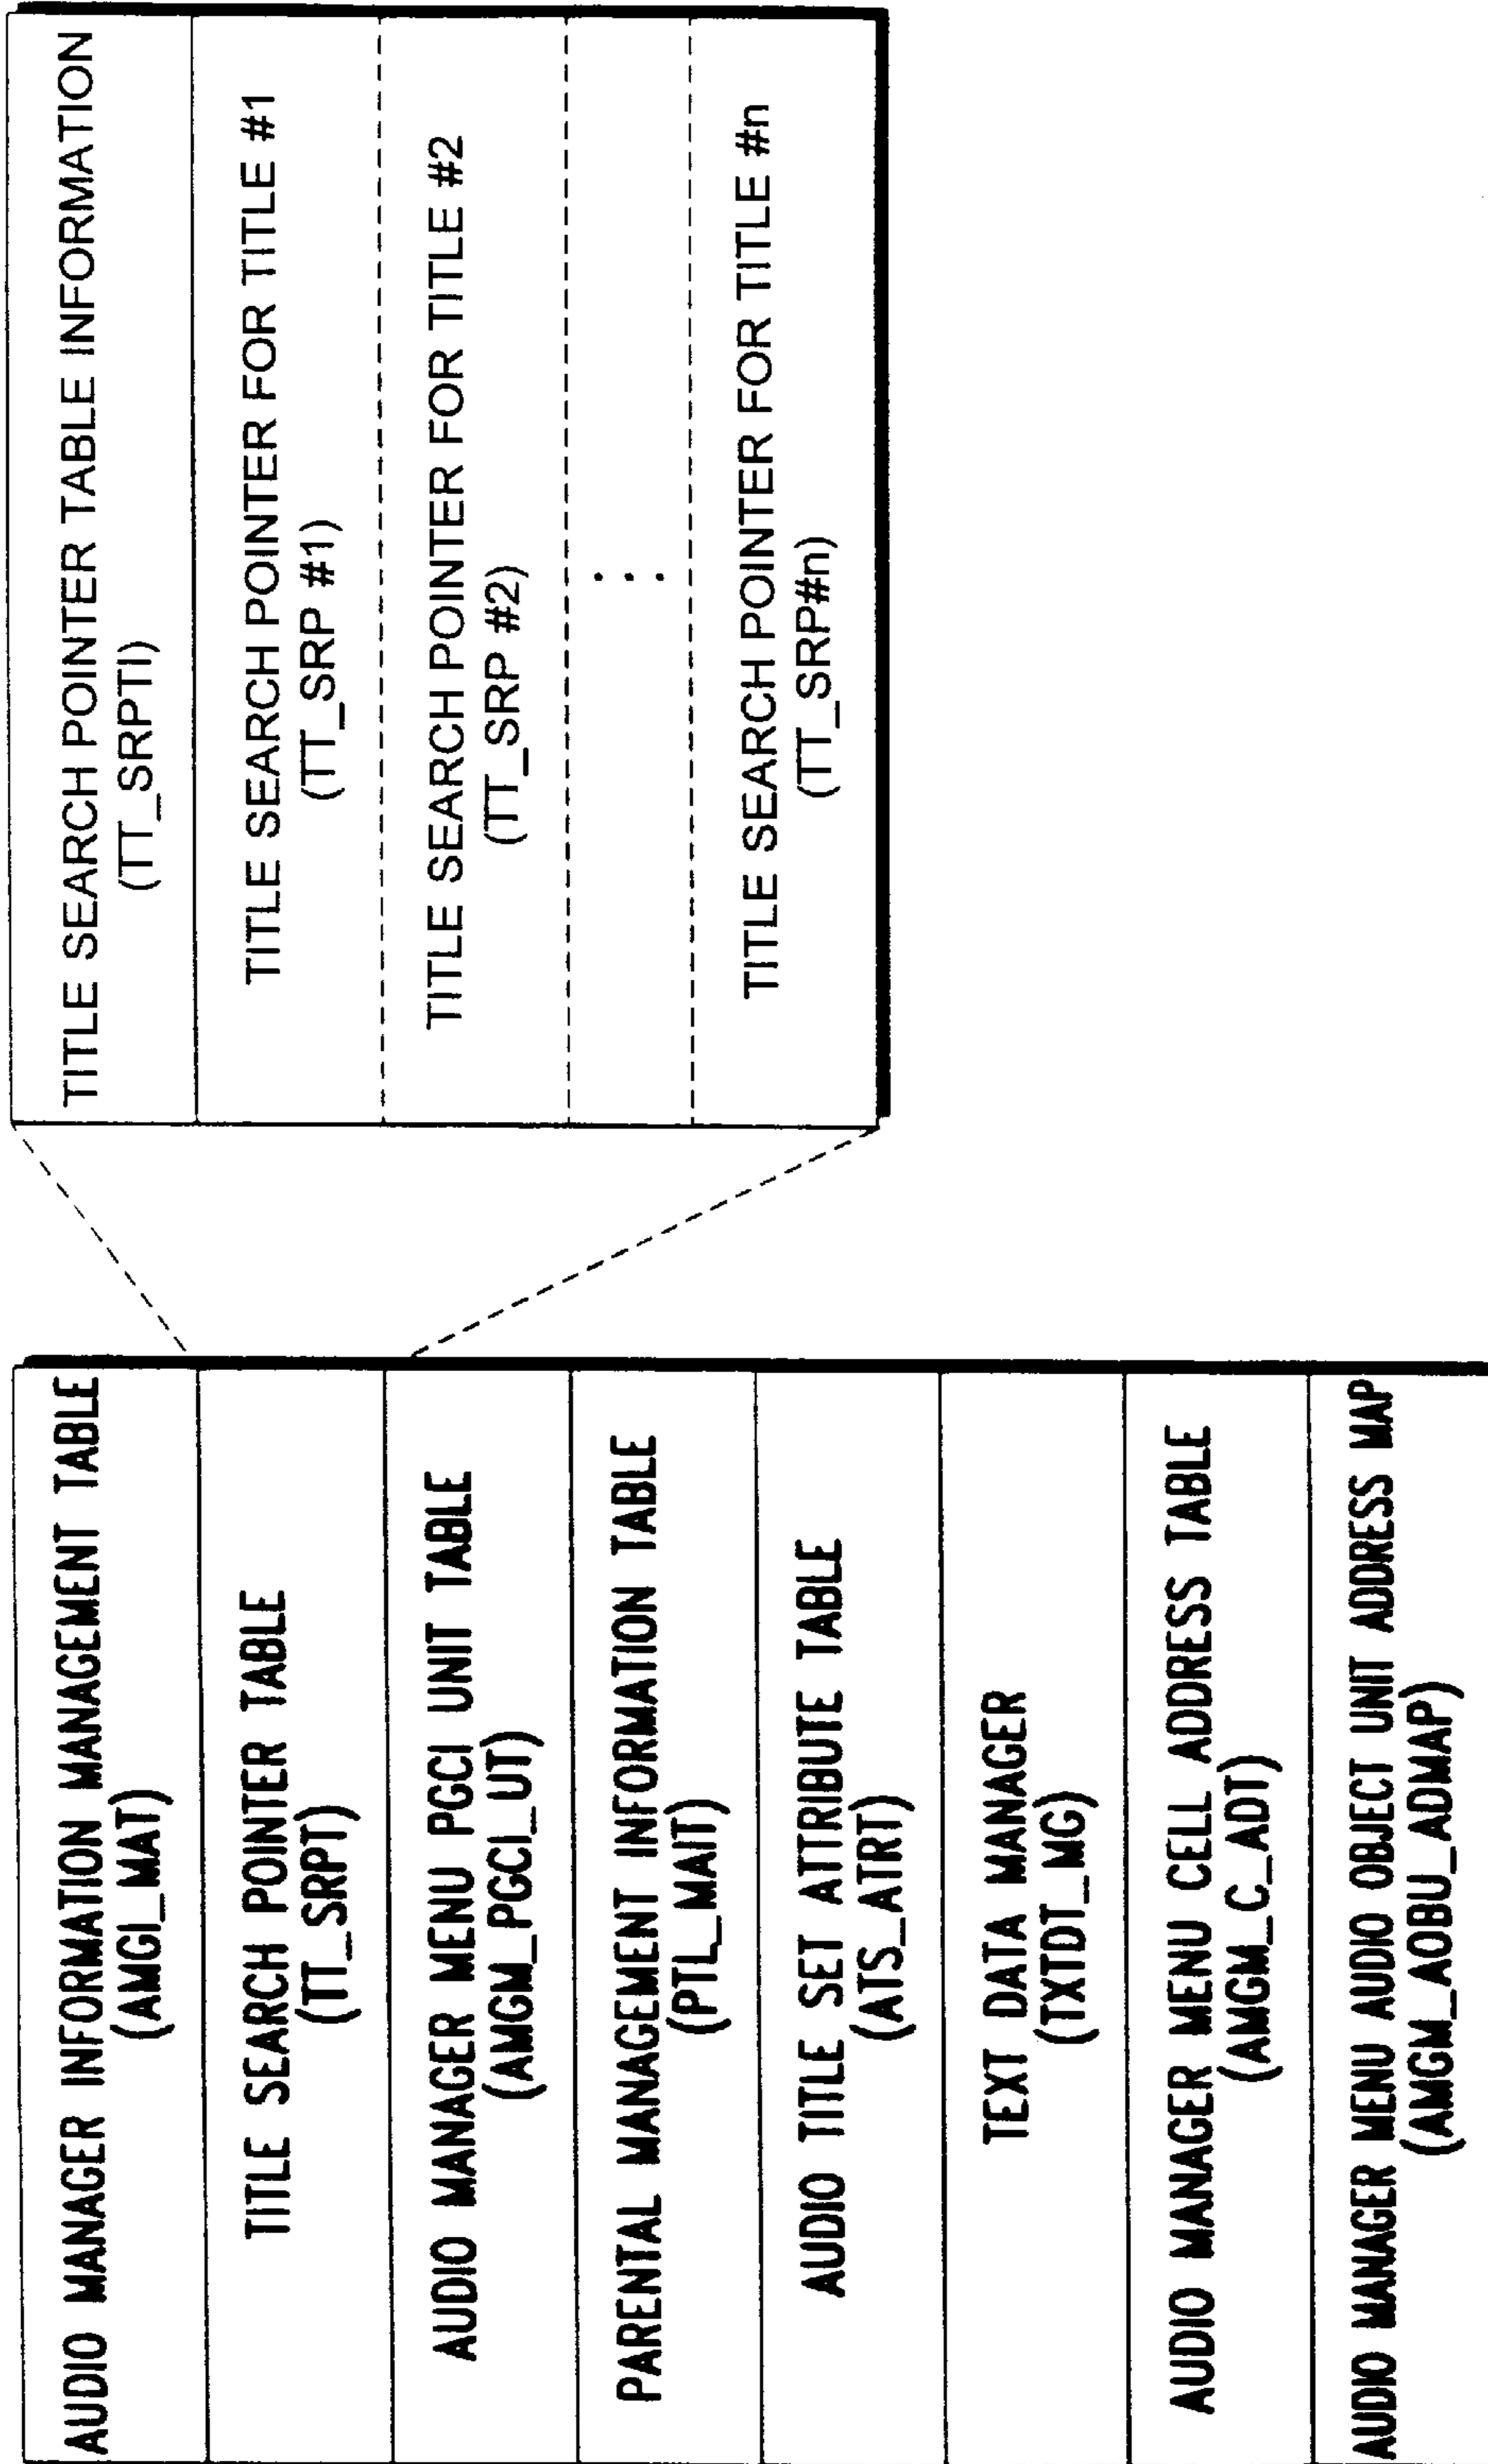 AUDIO MANAGER INFORMATION MANAGEMENT TABLE
(AMGI_MAT)
TITLE SEARCH POINTER TABLE
(TT_SRPT)
AUDIO MANAGER MENU PGCI UNIT TABLE
(AMGM_PGCI_UT)
PARENTAL MANAGEMENT INFORMATION TABLE
(PTL_MAIT)
AUDIO TITLE SET ATTRIBUTE TABLE
(ATS_ATRT)
TEXT DATA MANAGER
(TXTDT_MG)
AUDIO MANAGER MENU CELL ADDRESS TABLE
(AMGM_C_ADT)
AUDIO MANAGER MENU AUDIO OBJECT UNIT ADDRESS MAP
(AMGM_AOBU_ADMAP)
TITLE SEARCH POINTER TABLE INFORMATION
(TT_SRPTI)
TITLE SEARCH POINTER FOR TITLE #1
(TT_SRP #1)
TITLE SEARCH POINTER FOR TITLE #2
(TT_SRP #2)
...
TITLE SEARCH POINTER FOR TITLE #n
(TT_SRP#n)